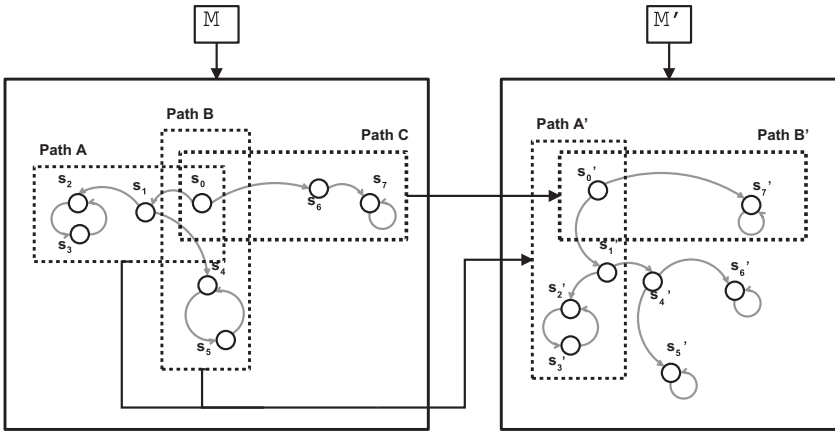 M
M'
Path B
Path A'
Path A
Path C
Path B'
s2
s1
s0
s7
s6
s3
s4
s5
s0'
s7'
s1'
s2'
s4'
s6'
s3'
s5'